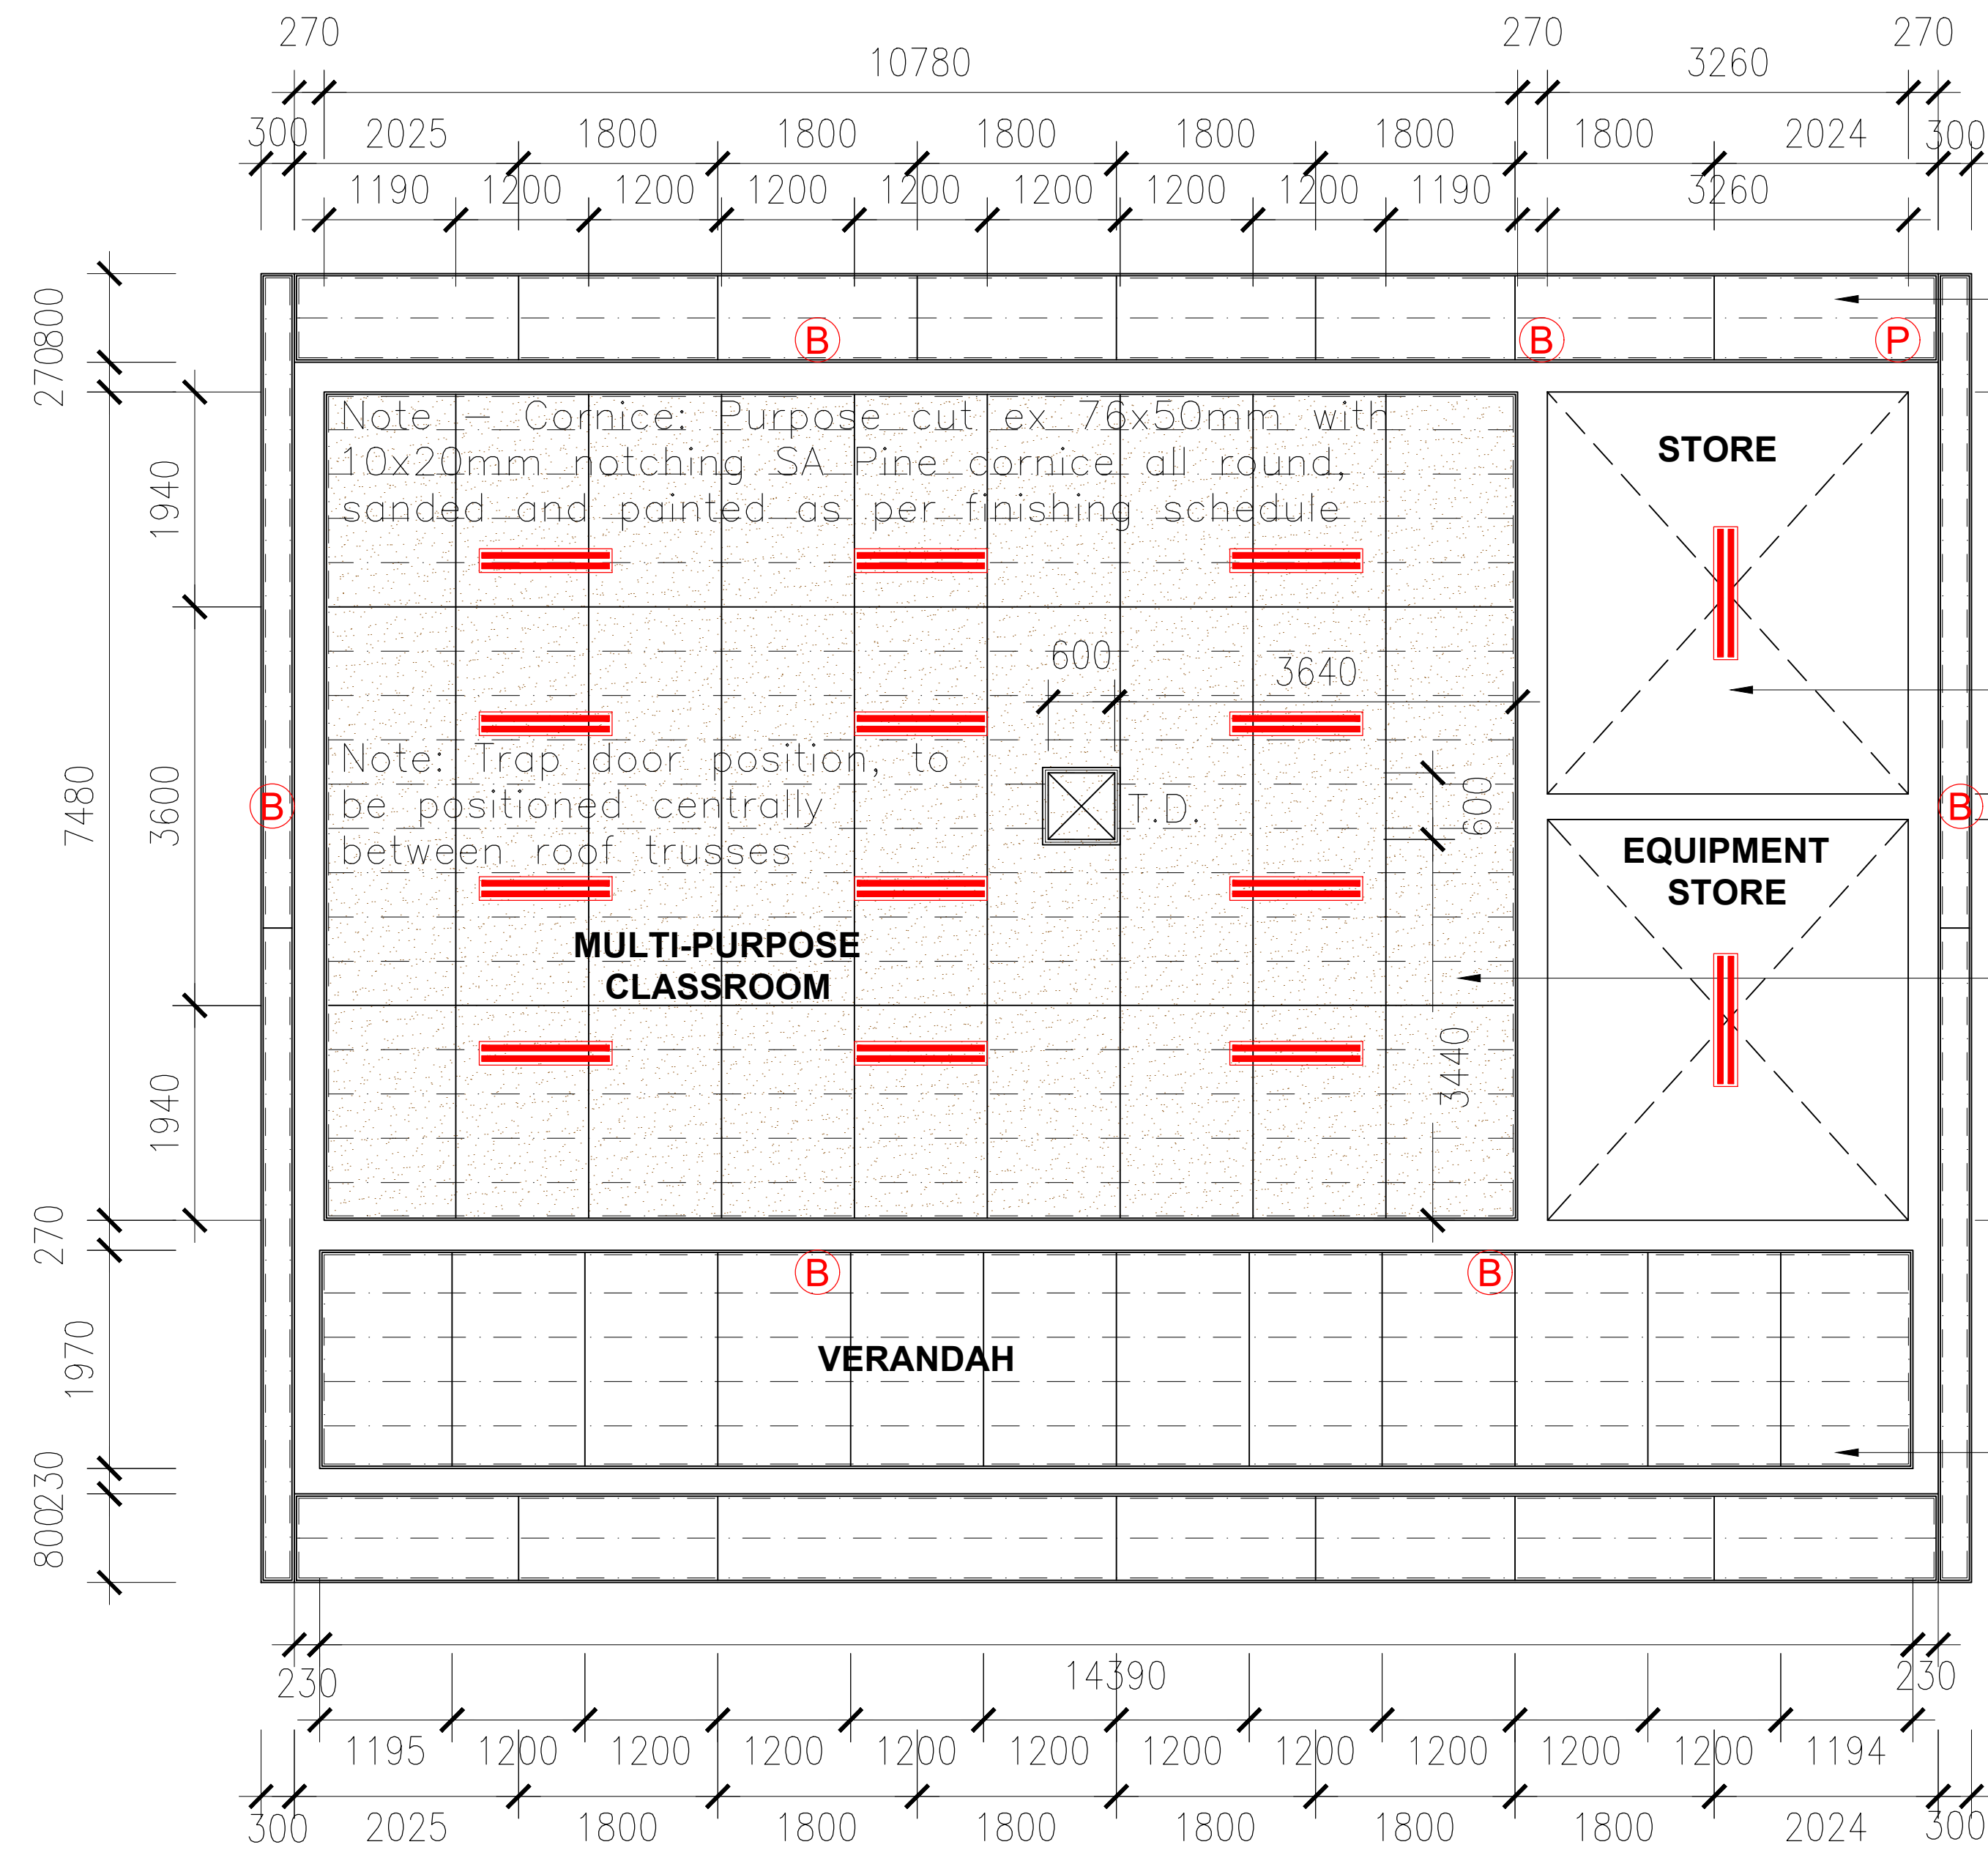 270 270 270
10780 3260
300 2025 1800 1800 1800 1800 1800 1800 2024 300
1190 1200 1200 1200 1200 1200 1200 1200 1190 3260
800
270
B B P
Note – Cornice: Purpose cut ex 76x50mm with
10x20mm notching SA Pine cornice all round,
sanded and painted as per finishing schedule
STORE
1940
600 3640
Note: Trap door position, to
be positioned centrally
between roof trusses
T.D.
600
7480 3600
B B
EQUIPMENT
STORE
MULTI-PURPOSE
CLASSROOM
3440
1940
270
B B
1970
VERANDAH
230
800
230 14390 230
1195 1200 1200 1200 1200 1200 1200 1200 1200 1200 1200 1194
300 2025 1800 1800 1800 1800 1800 1800 2024 300